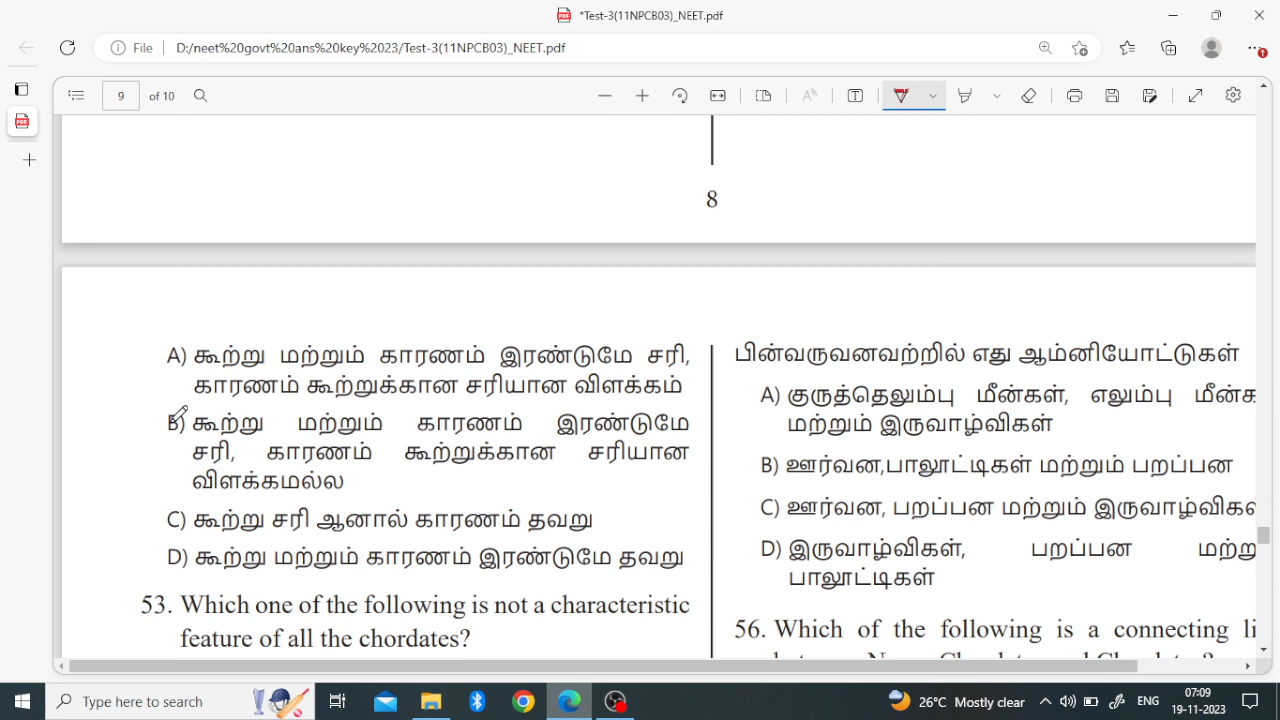 *Test-3(11NPCB03)_NEET.pdf
File D:/neet%20govt%20ans%20key%2023/Test-3(11NPCB03)_NEET.pdf
9 of 10
8
A) கூற்று மற்றும் காரணம் இரண்டுமே சரி,
காரணம் கூற்றுக்கான சரியான விளக்கம்
B) கூற்று மற்றும் காரணம் இரண்டுமே
சரி, காரணம் கூற்றுக்கான சரியான
விளக்கமல்ல
C) கூற்று சரி ஆனால் காரணம் தவறு
D) கூற்று மற்றும் காரணம் இரண்டுமே தவறு
53. Which one of the following is not a characteristic
feature of all the chordates?
பின்வருவனவற்றில் எது ஆம்னியோட்டுகள்
A) குருத்தெலும்பு மீன்கள், எலும்பு மீன்க
மற்றும் இருவாழ்விகள்
B) ஊர்வன,பாலூட்டிகள் மற்றும் பறப்பன
C) ஊர்வன, பறப்பன மற்றும் இருவாழ்விகள்
D) இருவாழ்விகள், பறப்பன மற்று
பாலூட்டிகள்
56. Which of the following is a connecting li
Type here to search
26°C Mostly clear
ENG
07:09
19-11-2023